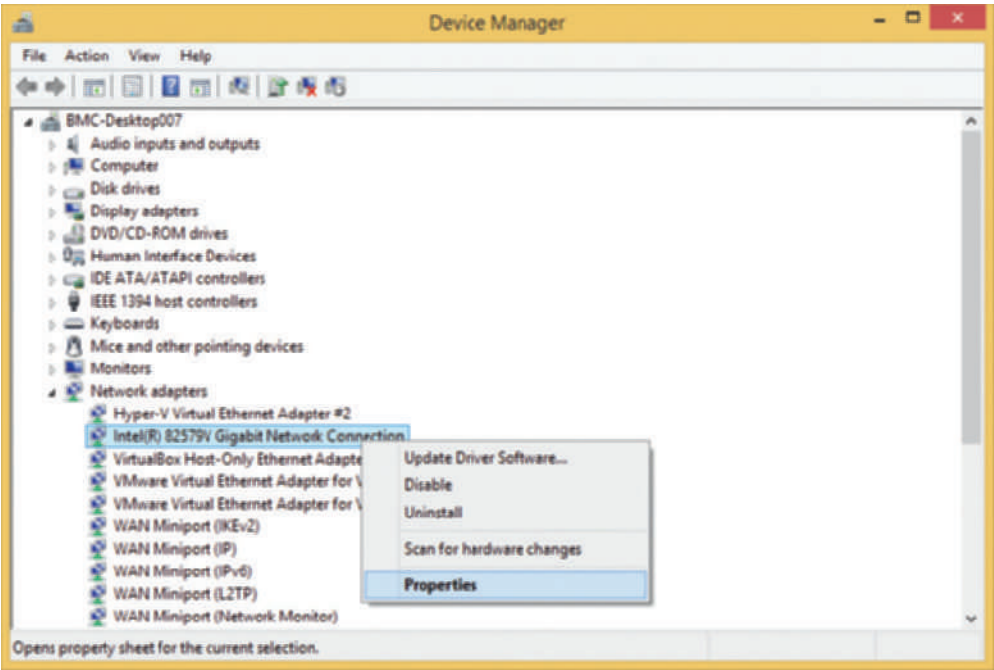 Device Manager
File Action View Help
BMC-Desktop007
Audio inputs and outputs
Computer
Disk drives
Display adapters
DVD/CD-ROM drives
Human Interface Devices
IDE ATA/ATAPI controllers
IEEE 1394 host controllers
Keyboards
Mice and other pointing devices
Monitors
Network adapters
Hyper-V Virtual Ethernet Adapter #2
Intel(R) 82579V Gigabit Network Connection
VirtualBox Host-Only Ethernet Adapte
VMware Virtual Ethernet Adapter for V
VMware Virtual Ethernet Adapter for V
WAN Miniport (IKEv2)
WAN Miniport (IP)
WAN Miniport (IPv6)
WAN Miniport (L2TP)
WAN Miniport (Network Monitor)
Update Driver Software...
Disable
Uninstall
Scan for hardware changes
Properties
Opens property sheet for the current selection.